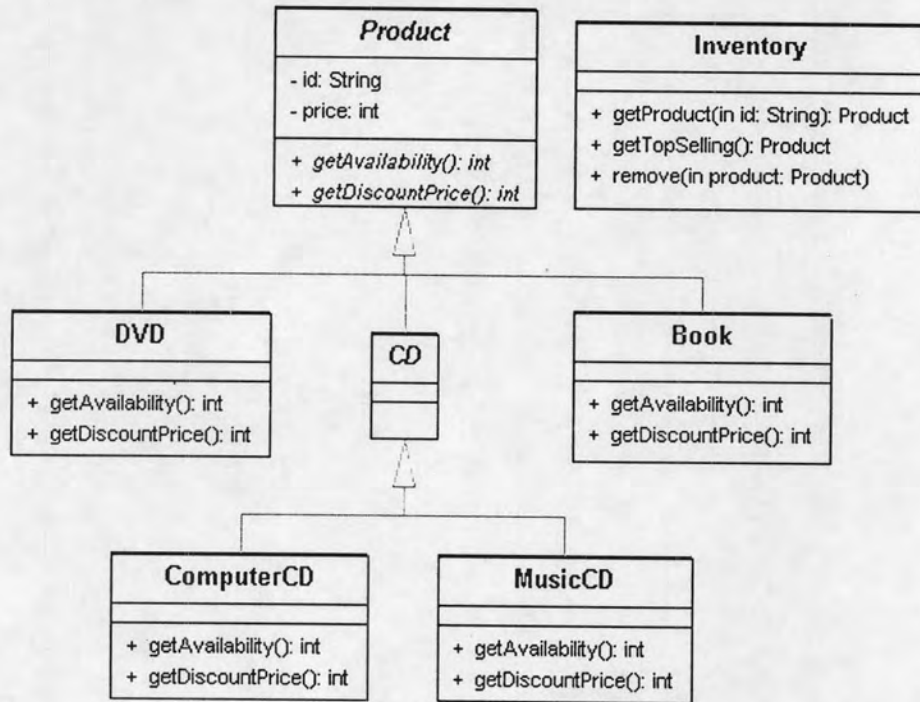 Product
- id: String
- price: int
+ getAvailability(): int
+ getDiscountPrice(): int
Inventory
+ getProduct(in id: String): Product
+ getTopSelling(): Product
+ remove(in product: Product)
DVD
+ getAvailability(): int
+ getDiscountPrice(): int
CD
Book
+ getAvailability(): int
+ getDiscountPrice(): int
ComputerCD
+ getAvailability(): int
+ getDiscountPrice(): int
MusicCD
+ getAvailability(): int
+ getDiscountPrice(): int